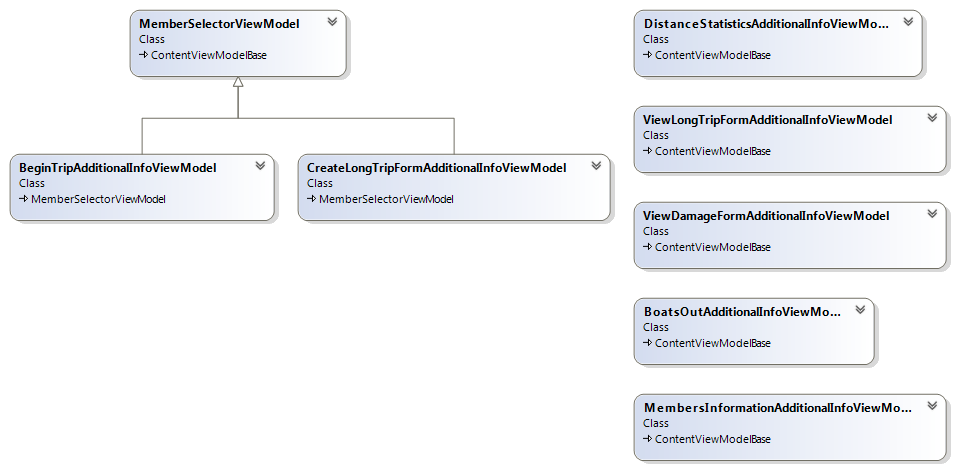 MemberSelectorViewModel
Class
ContentViewModelBase
BeginTripAdditionalInfoViewModel
Class
MemberSelectorViewModel
CreateLongTripFormAdditionalInfoViewModel
Class
MemberSelectorViewModel
DistanceStatisticsAdditionalInfoViewMo...
Class
ContentViewModelBase
ViewLongTripFormAdditionalInfoViewModel
Class
ContentViewModelBase
ViewDamageFormAdditionalInfoViewModel
Class
ContentViewModelBase
BoatsOutAdditionalInfoViewMo...
Class
ContentViewModelBase
MembersInformationAdditionalInfoViewMo...
Class
ContentViewModelBase